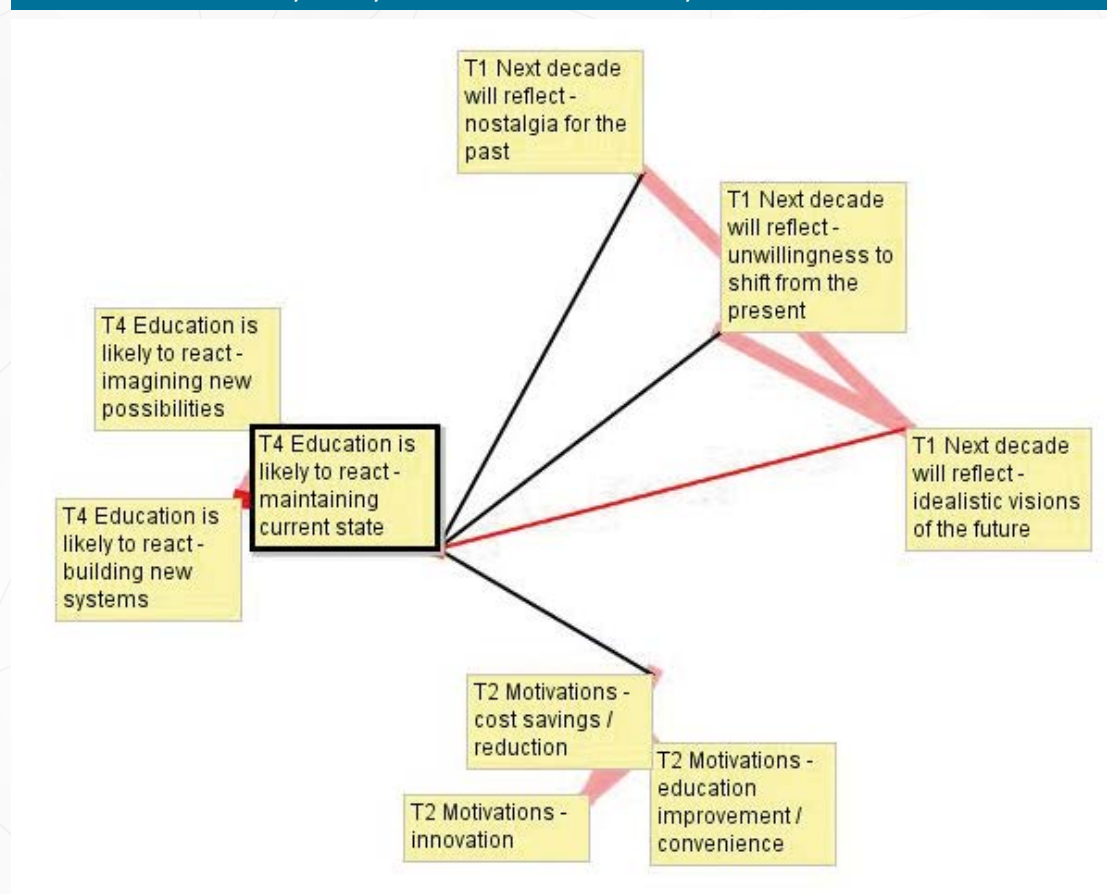 T1 Next decade
will reflect -
nostalgia for the
past
T1 Next decade
will reflect -
unwillingness to
shift from the
present
T4 Education is
likely to react -
imagining new
possibilities
T4 Education is
likely to react -
maintaining
current state
T1 Next decade
will reflect -
idealistic visions
of the future
T4 Education is
likely to react -
building new
systems
T2 Motivations -
cost savings /
reduction
T2 Motivations -
education
improvement /
convenience
T2 Motivations -
innovation